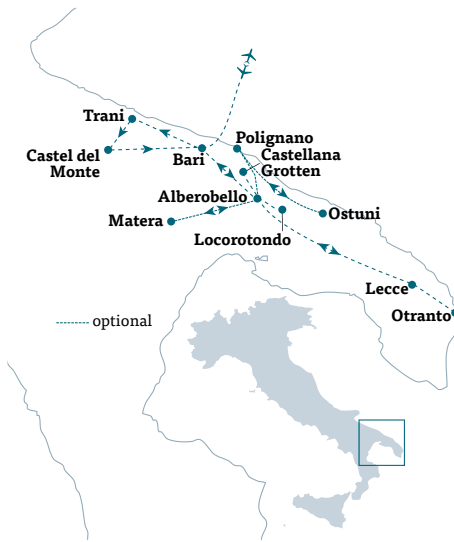 Trani
Polignano
Castel del
Monte
Bari
Castellana
Grotten
Alberobello
Matera
Ostuni
Locorotondo
Lecce
Otranto
optional